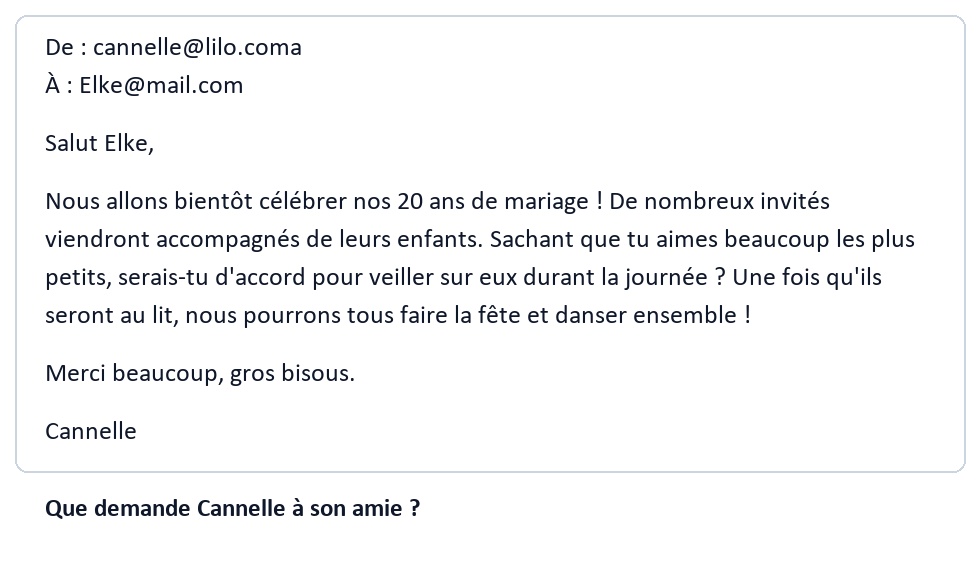 De : cannelle@lilo.coma
À : Elke@mail.com
Salut Elke,
Nous allons bientôt célébrer nos 20 ans de mariage ! De nombreux invités
viendront accompagnés de leurs enfants. Sachant que tu aimes beaucoup les plus
petits, serais-tu d'accord pour veiller sur eux durant la journée ? Une fois qu'ils
seront au lit, nous pourrons tous faire la fête et danser ensemble !
Merci beaucoup, gros bisous.
Cannelle
Que demande Cannelle à son amie ?